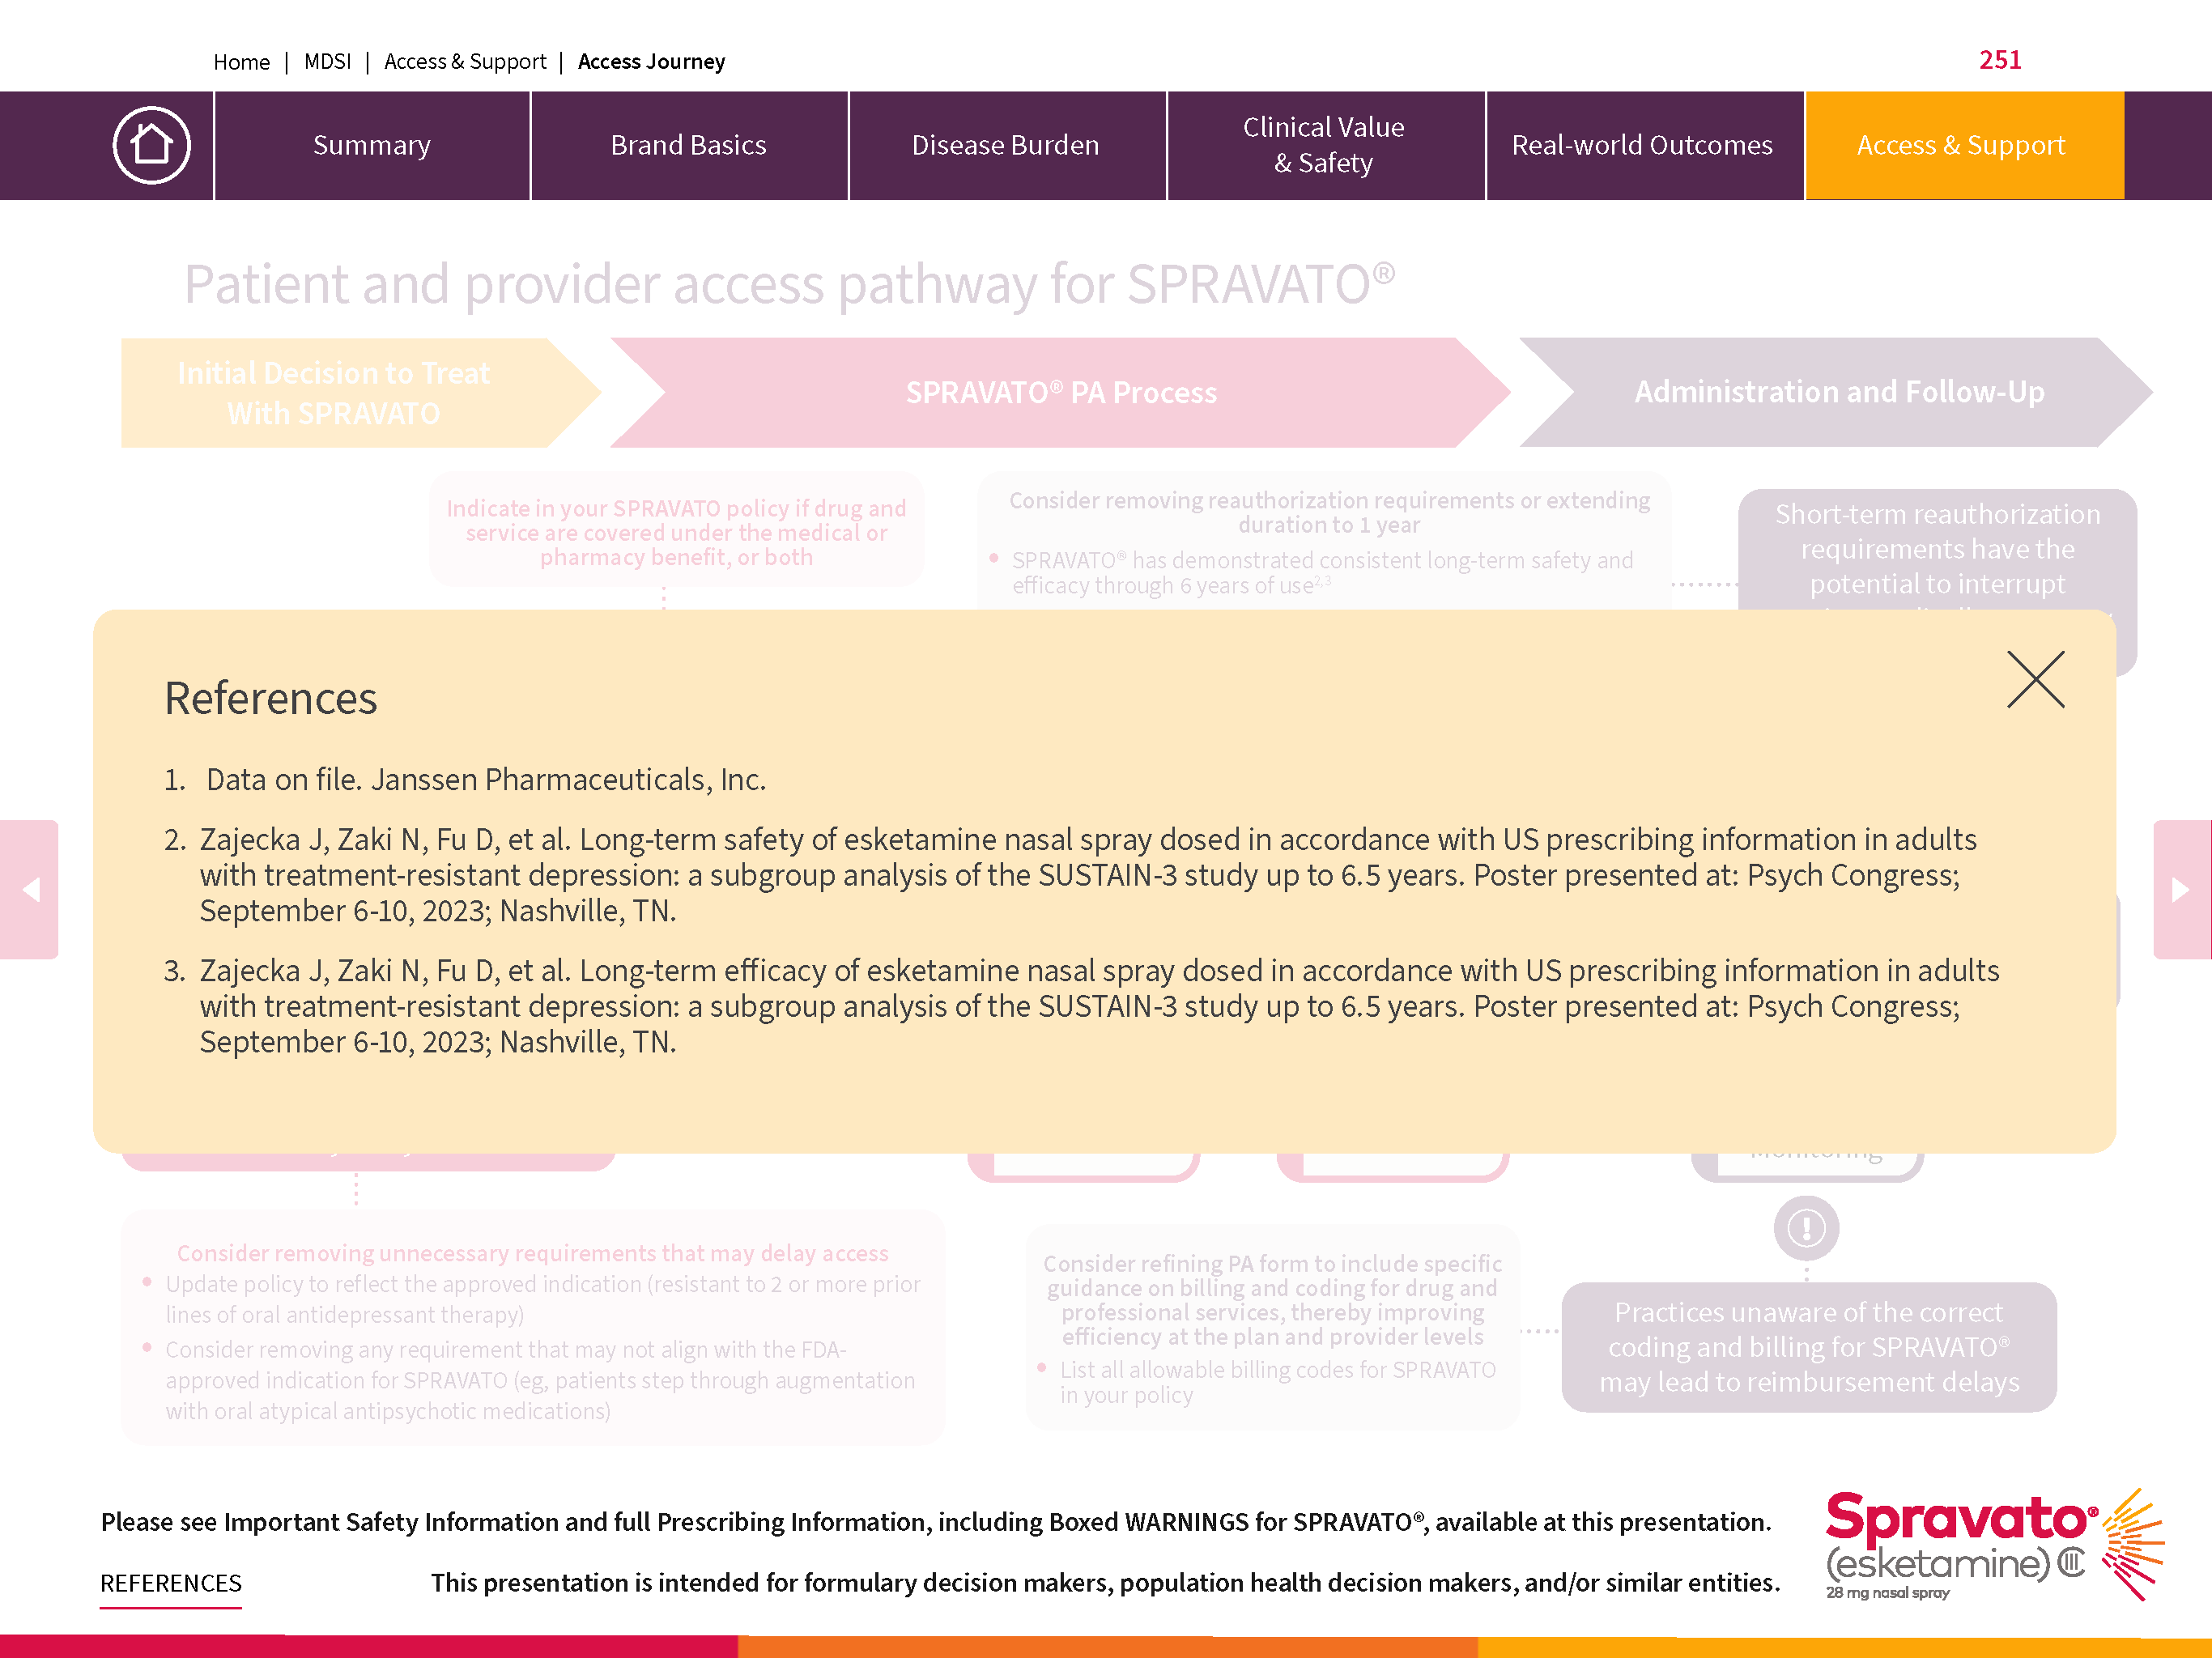 Home | MDSI | Access & Support | Access Journey
251
Summary
Brand Basics
Disease Burden
Clinical Value
& Safety
Real-world Outcomes
Access & Support
Patient and provider access pathway for SPRAVATO®
Initial Decision to Treat
With SPRAVATO
SPRAVATO® PA Process
Administration and Follow-Up
Indicate in your SPRAVATO policy if drug and
service are covered under the medical or
pharmacy benefit, or both
Consider removing reauthorization requirements or extending
duration to 1 year
• SPRAVATO® has demonstrated consistent long-term safety and
efficacy through 6 years of use2,3
Short-term reauthorization
requirements have the
potential to interrupt
References
1. Data on file. Janssen Pharmaceuticals, Inc.
2. Zajecka J, Zaki N, Fu D, et al. Long-term safety of esketamine nasal spray dosed in accordance with US prescribing information in adults
with treatment-resistant depression: a subgroup analysis of the SUSTAIN-3 study up to 6.5 years. Poster presented at: Psych Congress;
September 6-10, 2023; Nashville, TN.
3. Zajecka J, Zaki N, Fu D, et al. Long-term efficacy of esketamine nasal spray dosed in accordance with US prescribing information in adults
with treatment-resistant depression: a subgroup analysis of the SUSTAIN-3 study up to 6.5 years. Poster presented at: Psych Congress;
September 6-10, 2023; Nashville, TN.
Monitoring
Consider removing unnecessary requirements that may delay access
• Update policy to reflect the approved indication (resistant to 2 or more prior
lines of oral antidepressant therapy)
• Consider removing any requirement that may not align with the FDA-
approved indication for SPRAVATO (eg, patients step through augmentation
with oral atypical antipsychotic medications)
Consider refining PA form to include specific
guidance on billing and coding for drug and
professional services, thereby improving
efficiency at the plan and provider levels
• List all allowable billing codes for SPRAVATO
in your policy
!
Practices unaware of the correct
coding and billing for SPRAVATO®
may lead to reimbursement delays
Please see Important Safety Information and full Prescribing Information, including Boxed WARNINGS for SPRAVATO®, available at this presentation.
REFERENCES
This presentation is intended for formulary decision makers, population health decision makers, and/or similar entities.
Spravato®
(esketamine) CIII
28 mg nasal spray